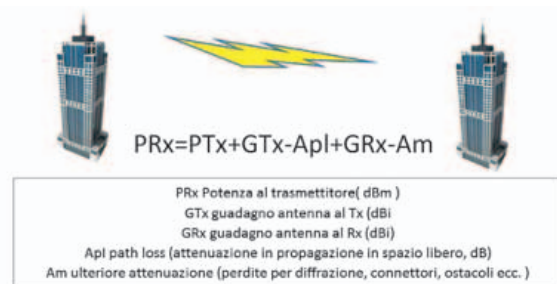 PRx=PTx+GTx-Apl+GRx-Am
PRx Potenza al trasmettitore( dBm )
GTx guadagno antenna al Tx (dBi
GRx guadagno antenna al Rx (dBi)
Apl path loss (attenuazione in propagazione in spazio libero, dB)
Am ulteriore attenuazione (perdite per diffrazione, connettori, ostacoli ecc. )